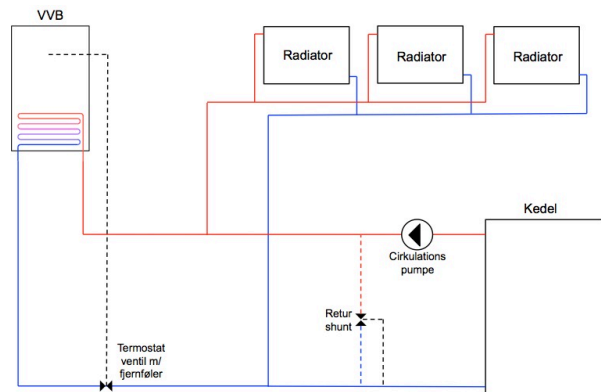 VVB
Radiator
Radiator
Radiator
Kedel
Cirkulations
pumpe
Retur
shunt
Termostat
ventil m/
fjernføler